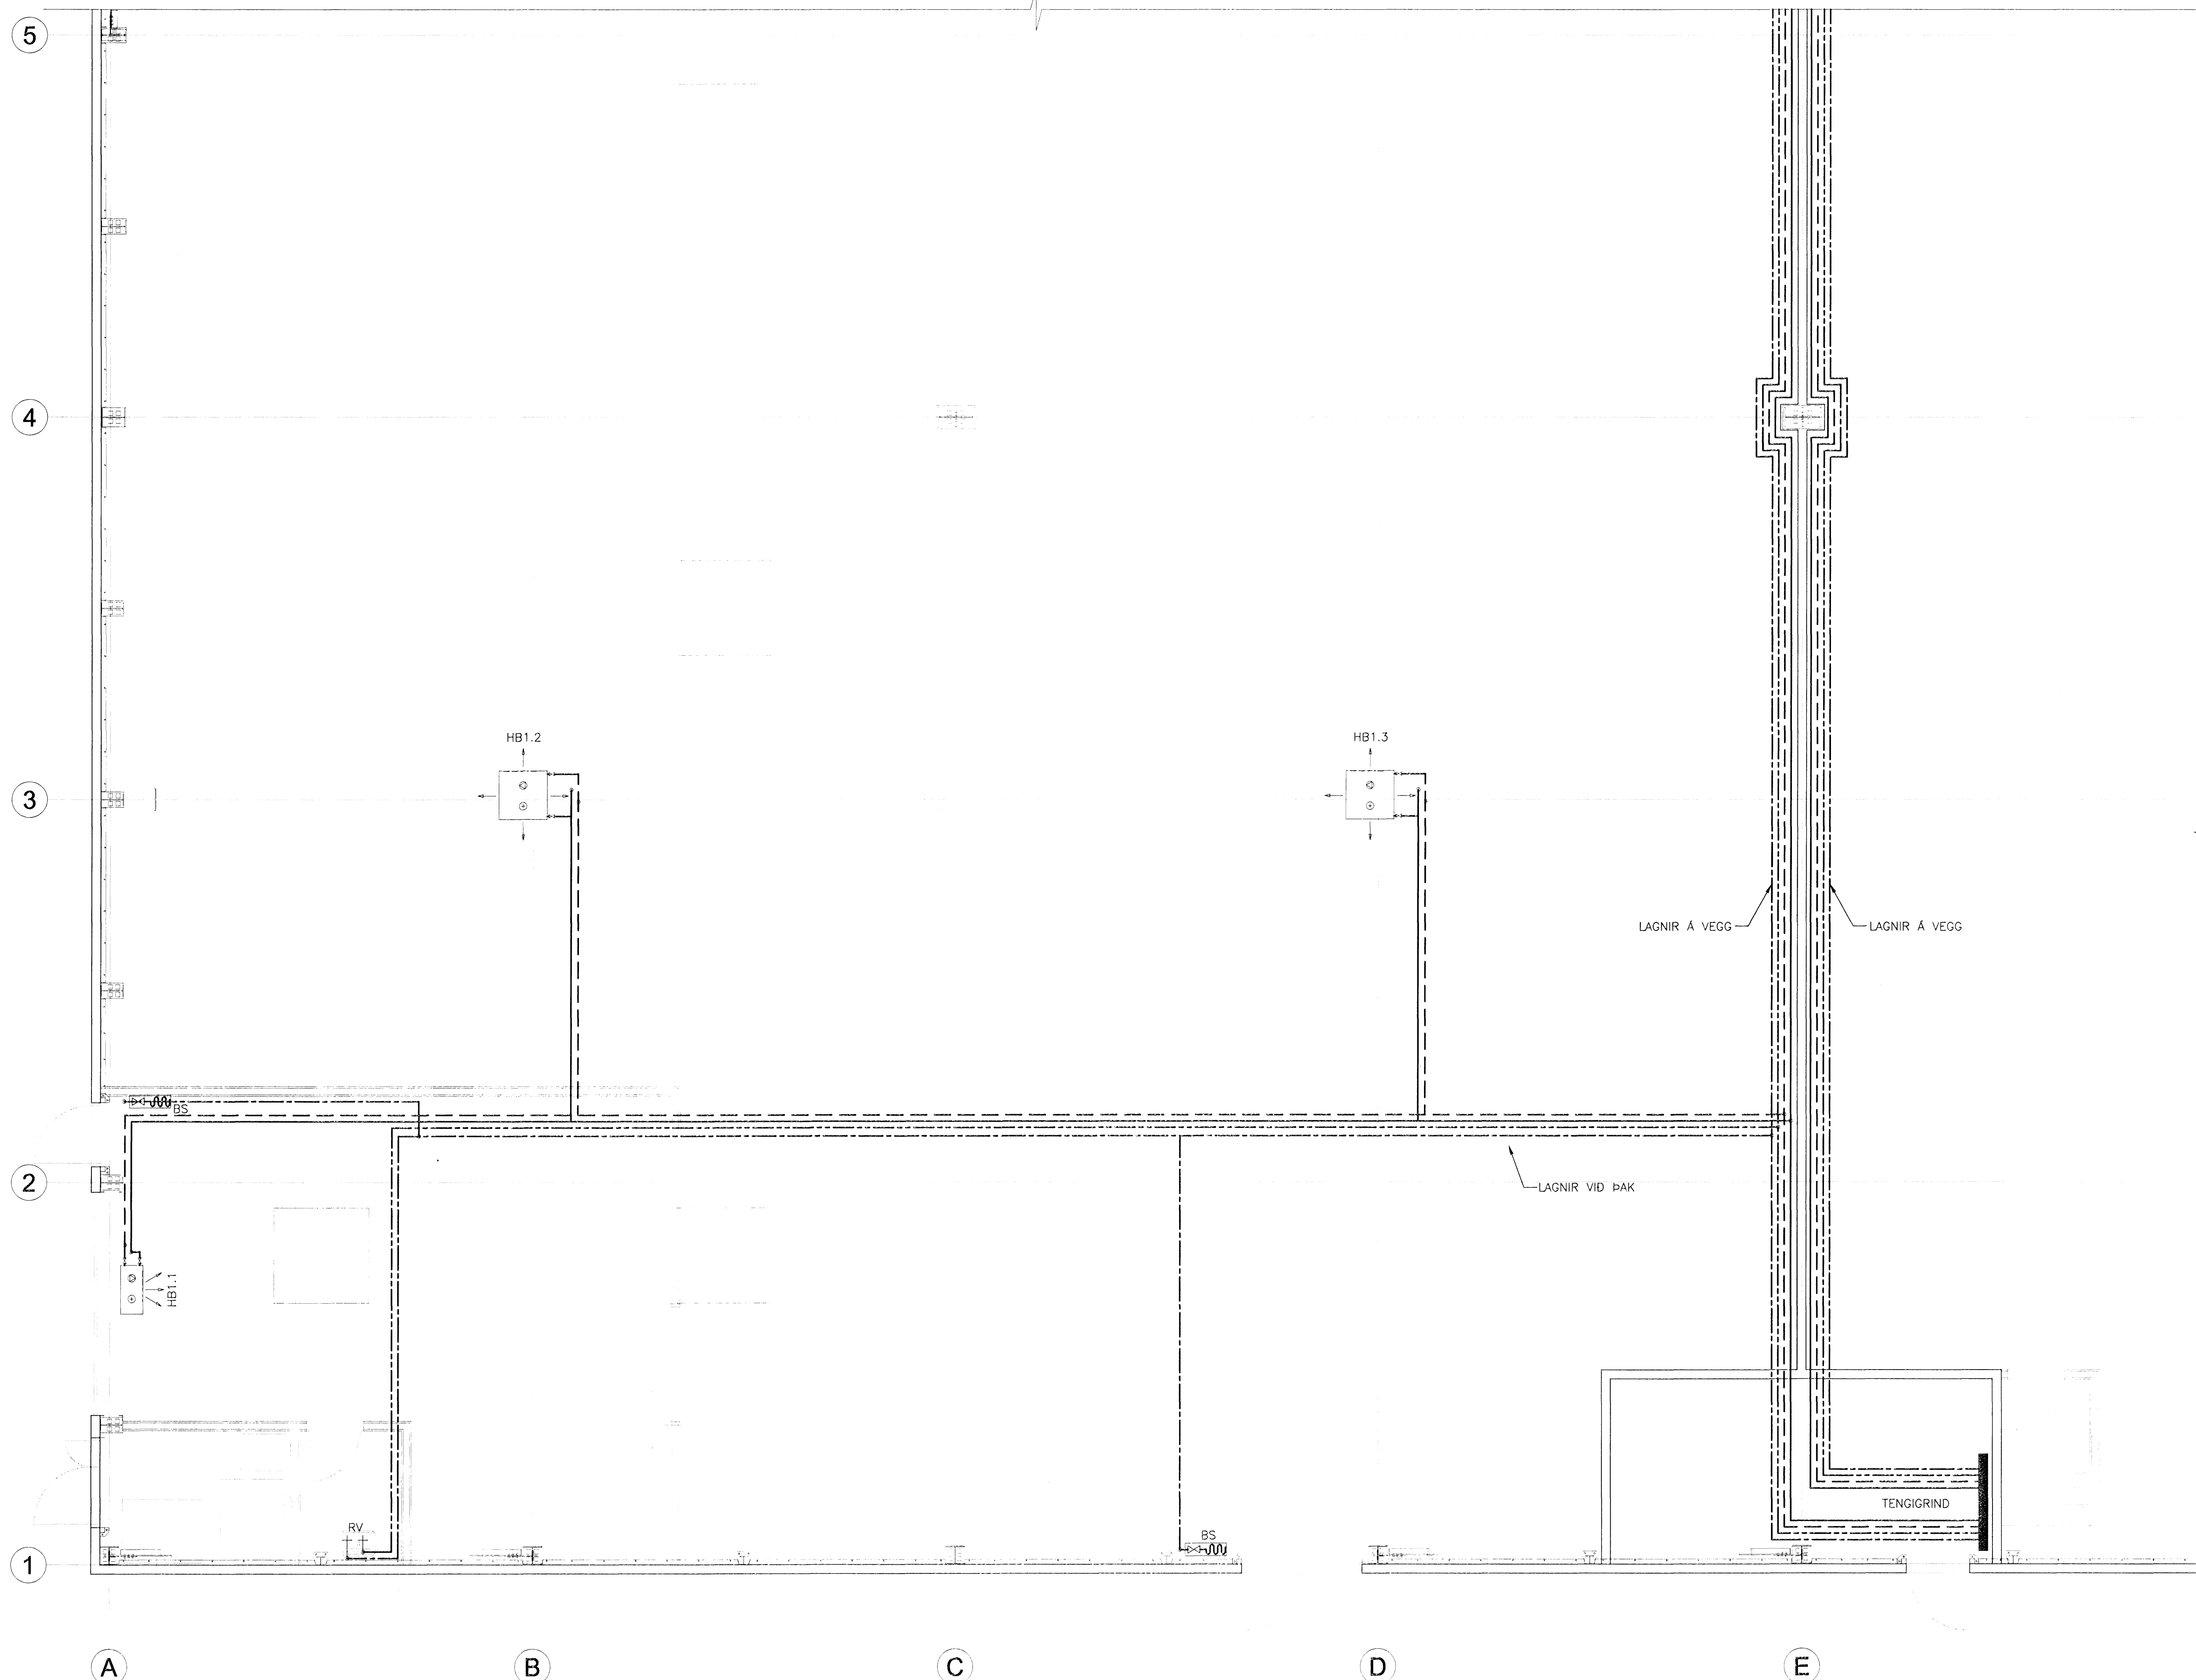 5
4
HB1.2
HB1.3
3
LAGNIR Á VEGG
LAGNIR Á VEGG
BS
2
LAGNIR VIÐ ÞAK
HB1.1
TENGIGRIND
RV
BS
1
A
B
C
D
E